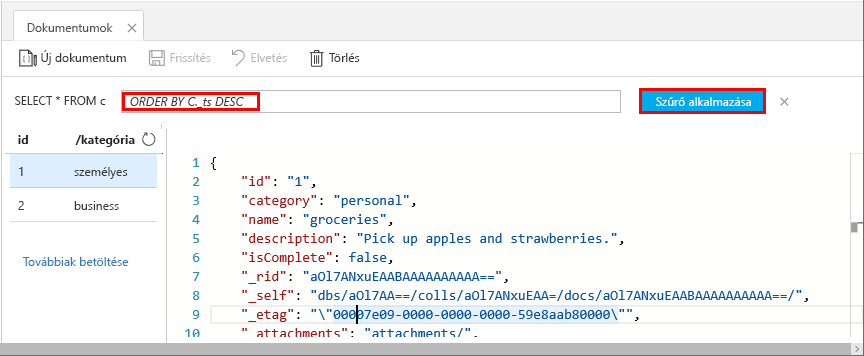 Dokumentumok ×
Új dokumentum Frissítés Elvetés Törlés
SELECT * FROM c ORDER BY C._ts DESC Szűrő alkalmazása ×
id /kategória
1 személyes
2 business
Továbbiak betöltése
1 {
2 "id": "1",
3 "category": "personal",
4 "name": "groceries",
5 "description": "Pick up apples and strawberries.",
6 "isComplete": false,
7 "_rid": "aOl7ANxuEAABAAAAAAAAAA==",
8 "_self": "dbs/aOl7AA==/colls/aOl7ANxuEAA=/docs/aOl7ANxuEAABAAAAAAAAAA==/",
9 "_etag": "\"00007e09-0000-0000-0000-59e8aab80000\"",
10 "_attachments": "attachments/",